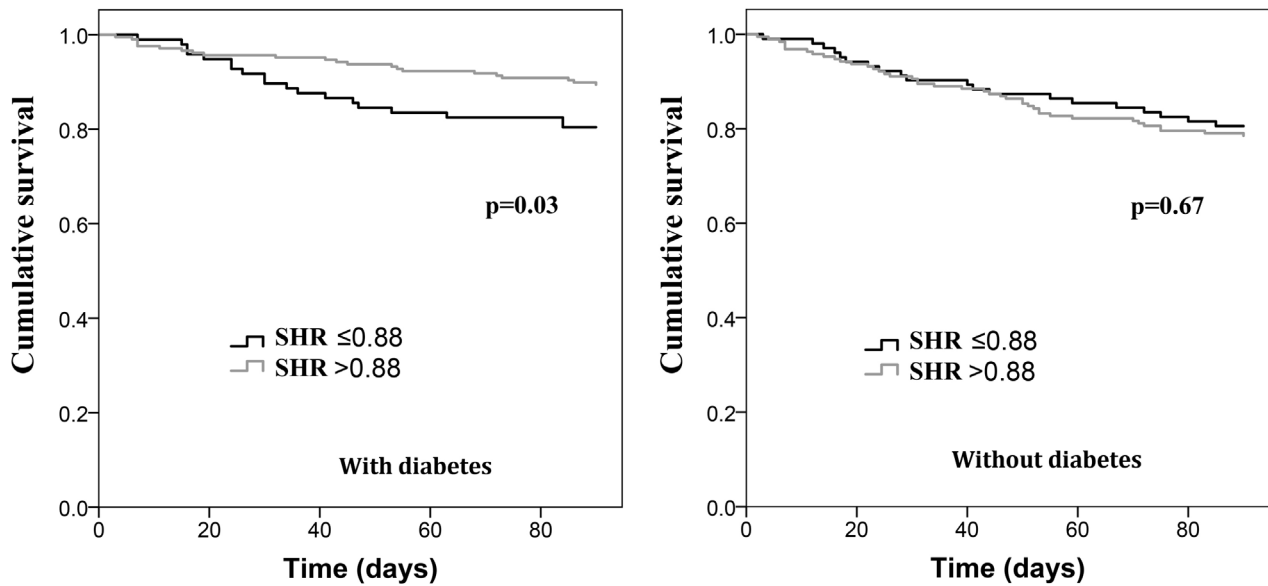 Cumulative survival
1.0
0.8
0.6
0.4
0.2
0.0
p=0.03
SHR ≤0.88
SHR >0.88
With diabetes
0 20 40 60 80
Time (days)
Cumulative survival
1.0
0.8
0.6
0.4
0.2
0.0
p=0.67
SHR ≤0.88
SHR >0.88
Without diabetes
0 20 40 60 80
Time (days)